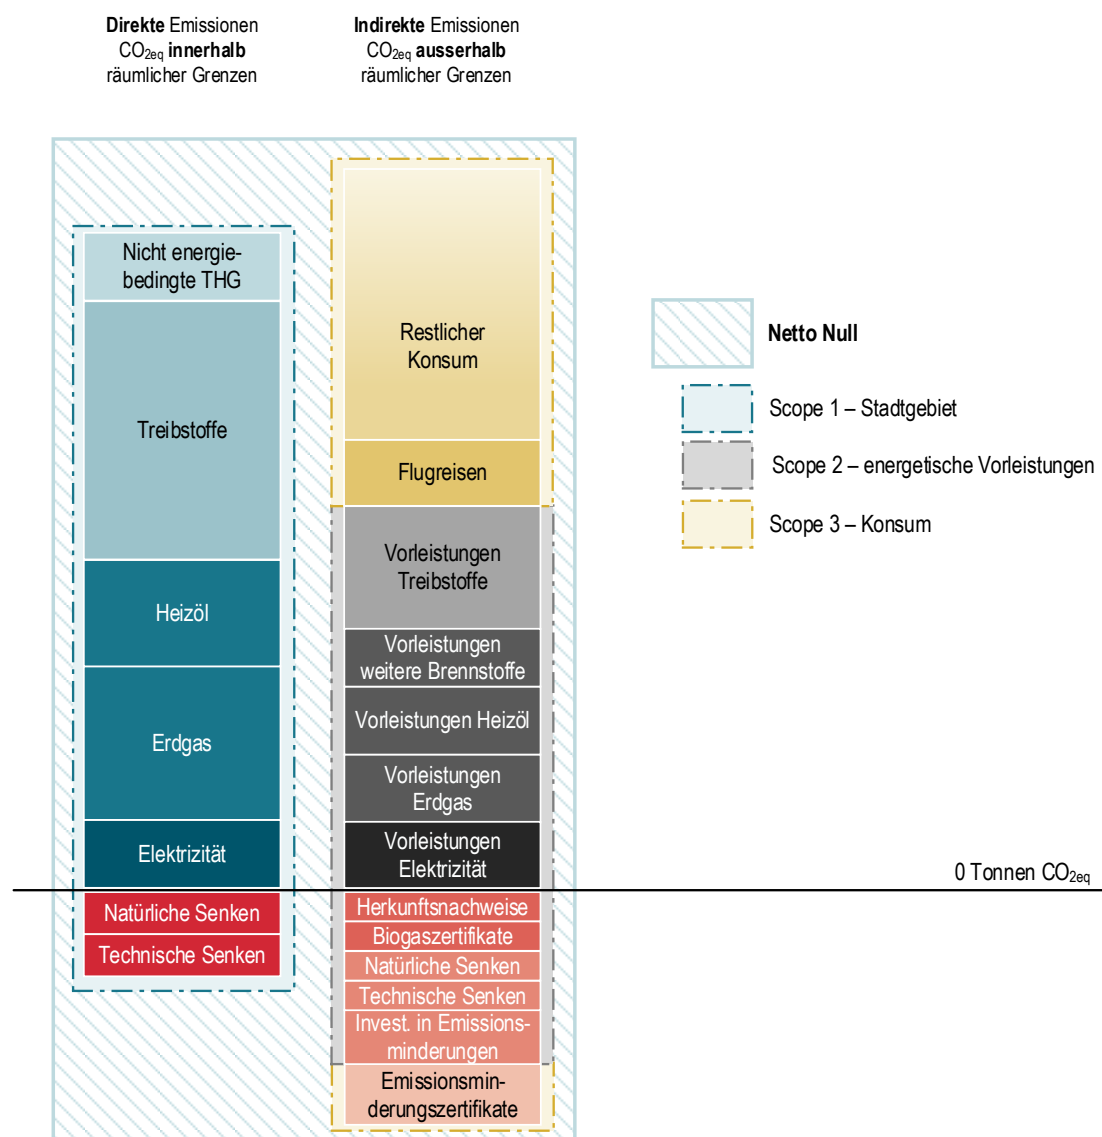 Direkte Emissionen
CO2eq innerhalb
räumlicher Grenzen
Indirekte Emissionen
CO2eq ausserhalb
räumlicher Grenzen
Nicht energie-
bedingte THG
Treibstoffe
Heizöl
Erdgas
Elektrizität
Natürliche Senken
Technische Senken
Restlicher
Konsum
Flugreisen
Vorleistungen
Treibstoffe
Vorleistungen
weitere Brennstoffe
Vorleistungen Heizöl
Vorleistungen
Erdgas
Vorleistungen
Elektrizität
Herkunftsnachweise
Biogaszertifikate
Natürliche Senken
Technische Senken
Invest. in Emissions-
minderungen
Emissionsmin-
derungszertifikate
Netto Null
Scope 1 – Stadtgebiet
Scope 2 – energetische Vorleistungen
Scope 3 – Konsum
0 Tonnen CO2eq